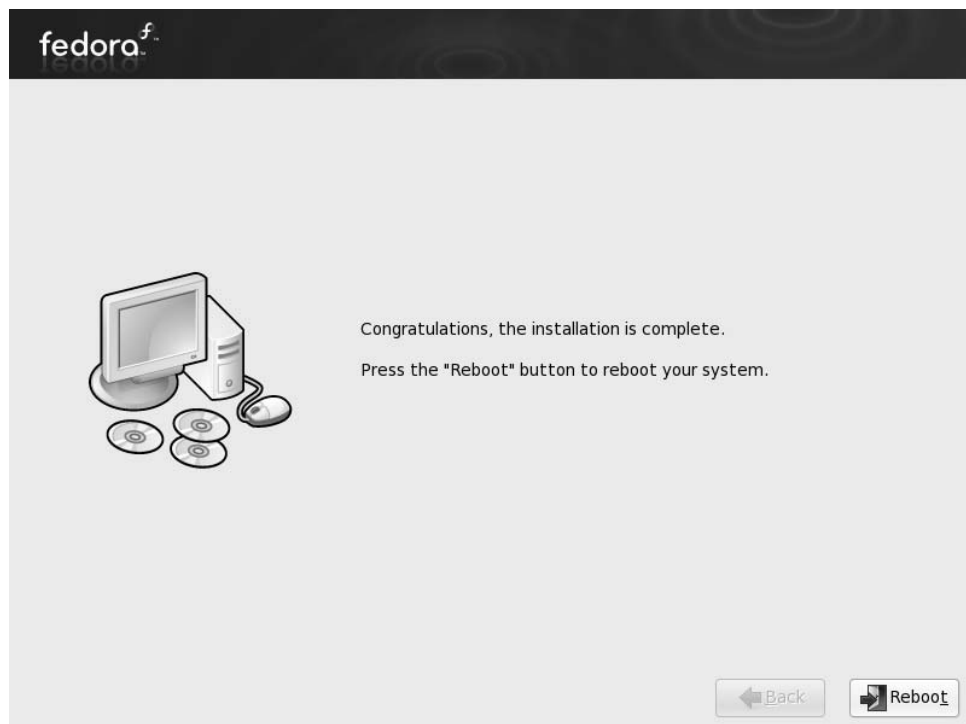 fedora
Congratulations, the installation is complete.
Press the "Reboot" button to reboot your system.
Back
Reboot